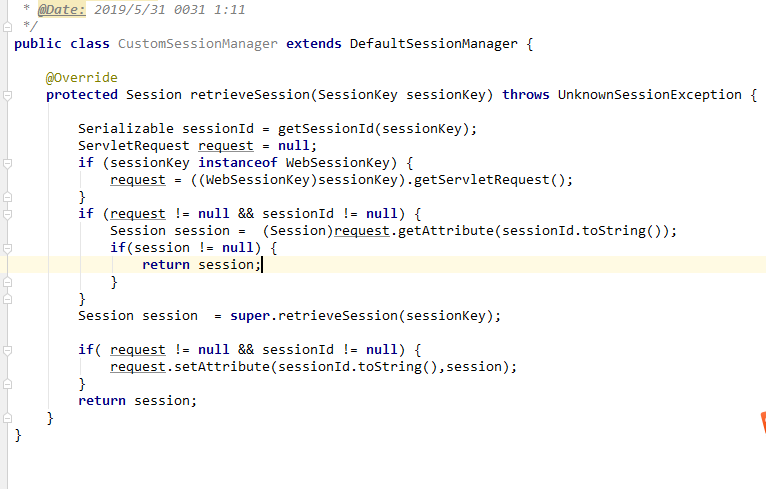 * @Date: 2019/5/31 0031 1:11
*/
public class CustomSessionManager extends DefaultSessionManager {
@Override
protected Session retrieveSession(SessionKey sessionKey) throws UnknownSessionException {
Serializable sessionId = getSessionId(sessionKey);
ServletRequest request = null;
if (sessionKey instanceof WebSessionKey) {
request = ((WebSessionKey)sessionKey).getServletRequest();
}
if (request != null && sessionId != null) {
Session session =  (Session)request.getAttribute(sessionId.toString());
if(session != null) {
return session;
}
}
Session session  = super.retrieveSession(sessionKey);
if( request != null && sessionId != null) {
request.setAttribute(sessionId.toString(),session);
}
return session;
}
}